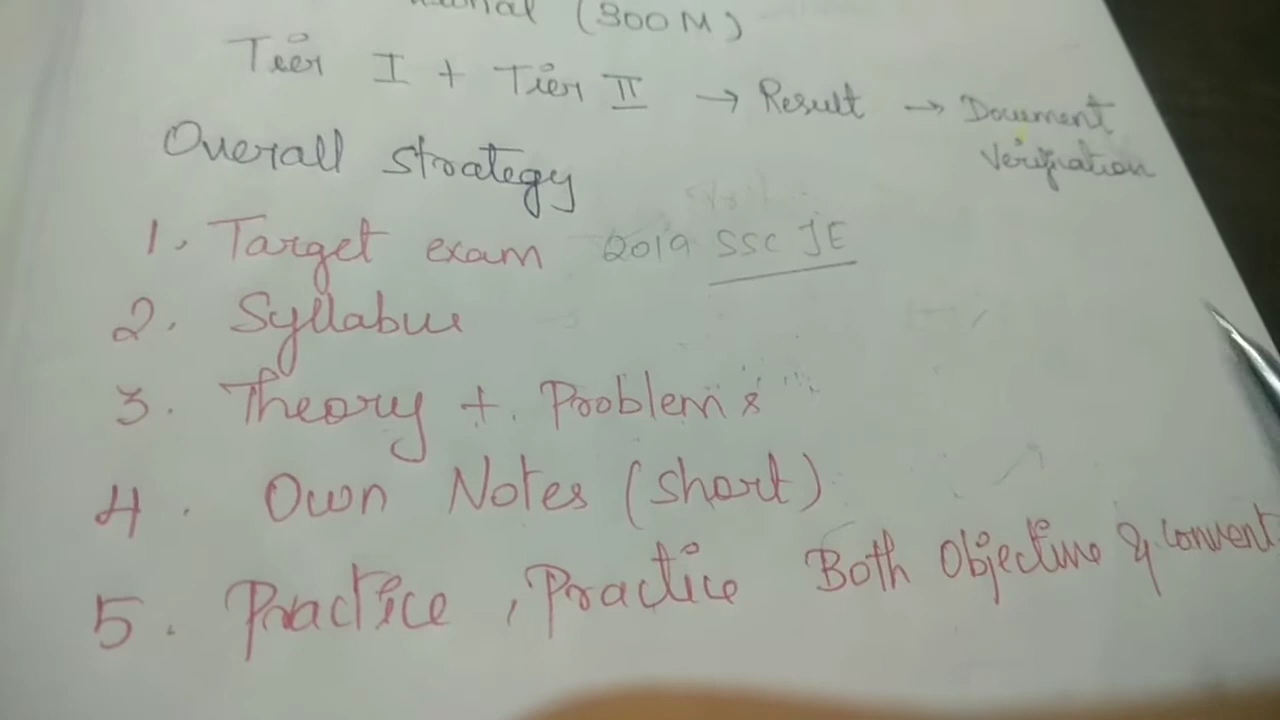 (300M)
Tier I + Tier II → Result → Document Verification
Overall Strategy
1. Target exam 2019 SSC JE
2. Syllabus
3. Theory + Problems
4. Own Notes (Short)
5. Practice, Practice Both Objective & Convent